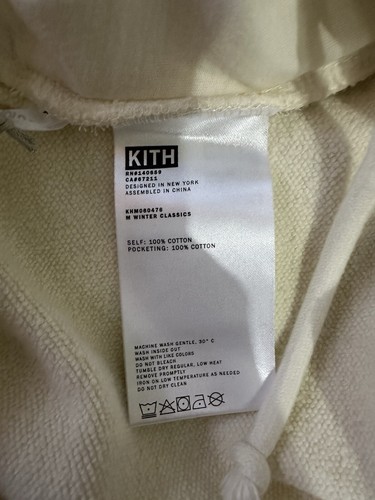 KITH
RN#140659
CA#67211
DESIGNED IN NEW YORK
ASSEMBLED IN CHINA
KHM060476
M WINTER CLASSICS
SELF: 100% COTTON
POCKETING: 100% COTTON
MACHINE WASH GENTLE, 30° C
WASH INSIDE OUT
WASH WITH LIKE COLORS
DO NOT BLEACH
TUMBLE DRY REGULAR, LOW HEAT
REMOVE PROMPTLY
IRON ON LOW TEMPERATURE AS NEEDED
DO NOT DRY CLEAN